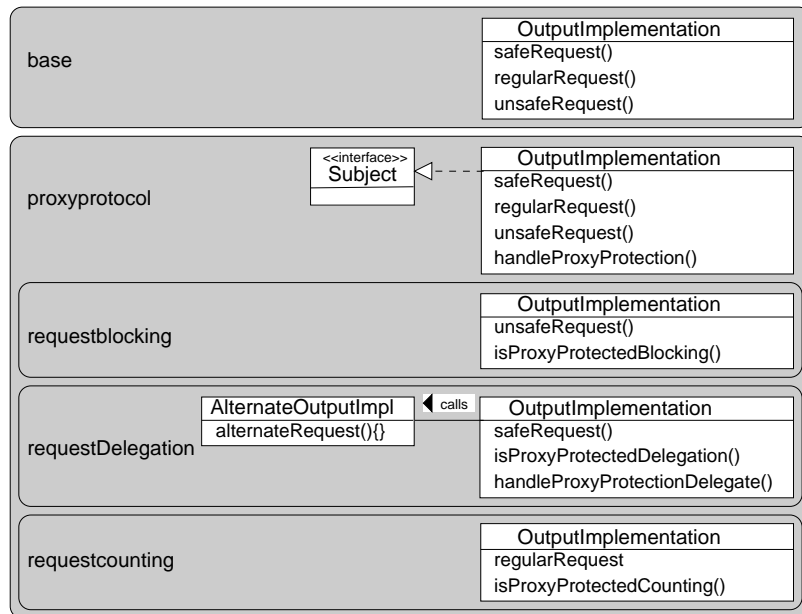 base
OutputImplementation
safeRequest()
regularRequest()
unsafeRequest()
proxyprotocol
<<interface>>
Subject
OutputImplementation
safeRequest()
regularRequest()
unsafeRequest()
handleProxyProtection()
requestblocking
OutputImplementation
unsafeRequest()
isProxyProtectedBlocking()
requestDelegation
AlternateOutputImpl
alternateRequest(){}
calls
OutputImplementation
safeRequest()
isProxyProtectedDelegation()
handleProxyProtectionDelegate()
requestcounting
OutputImplementation
regularRequest
isProxyProtectedCounting()